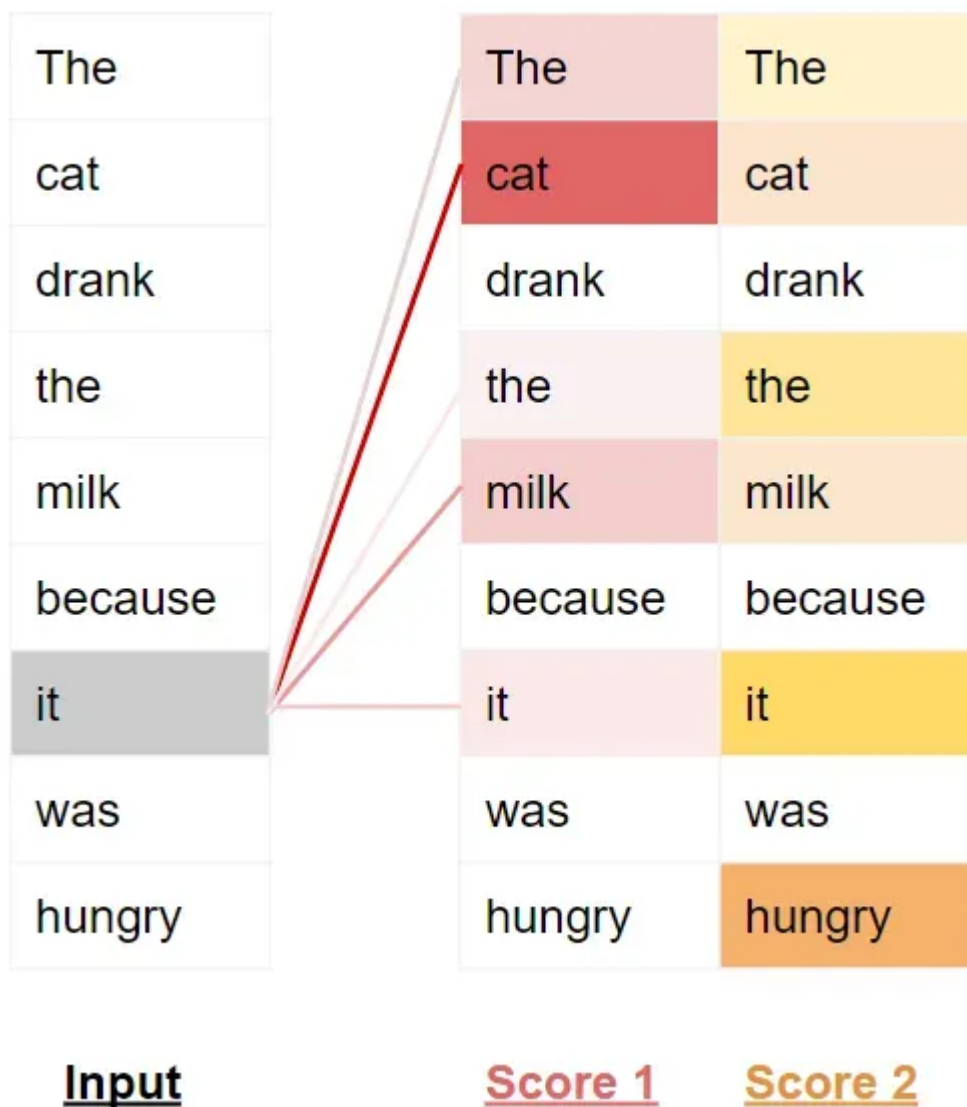 The The The
cat cat cat
drank drank drank
the the the
milk milk milk
because because because
it it it
was was was
hungry hungry hungry
Input Score 1 Score 2